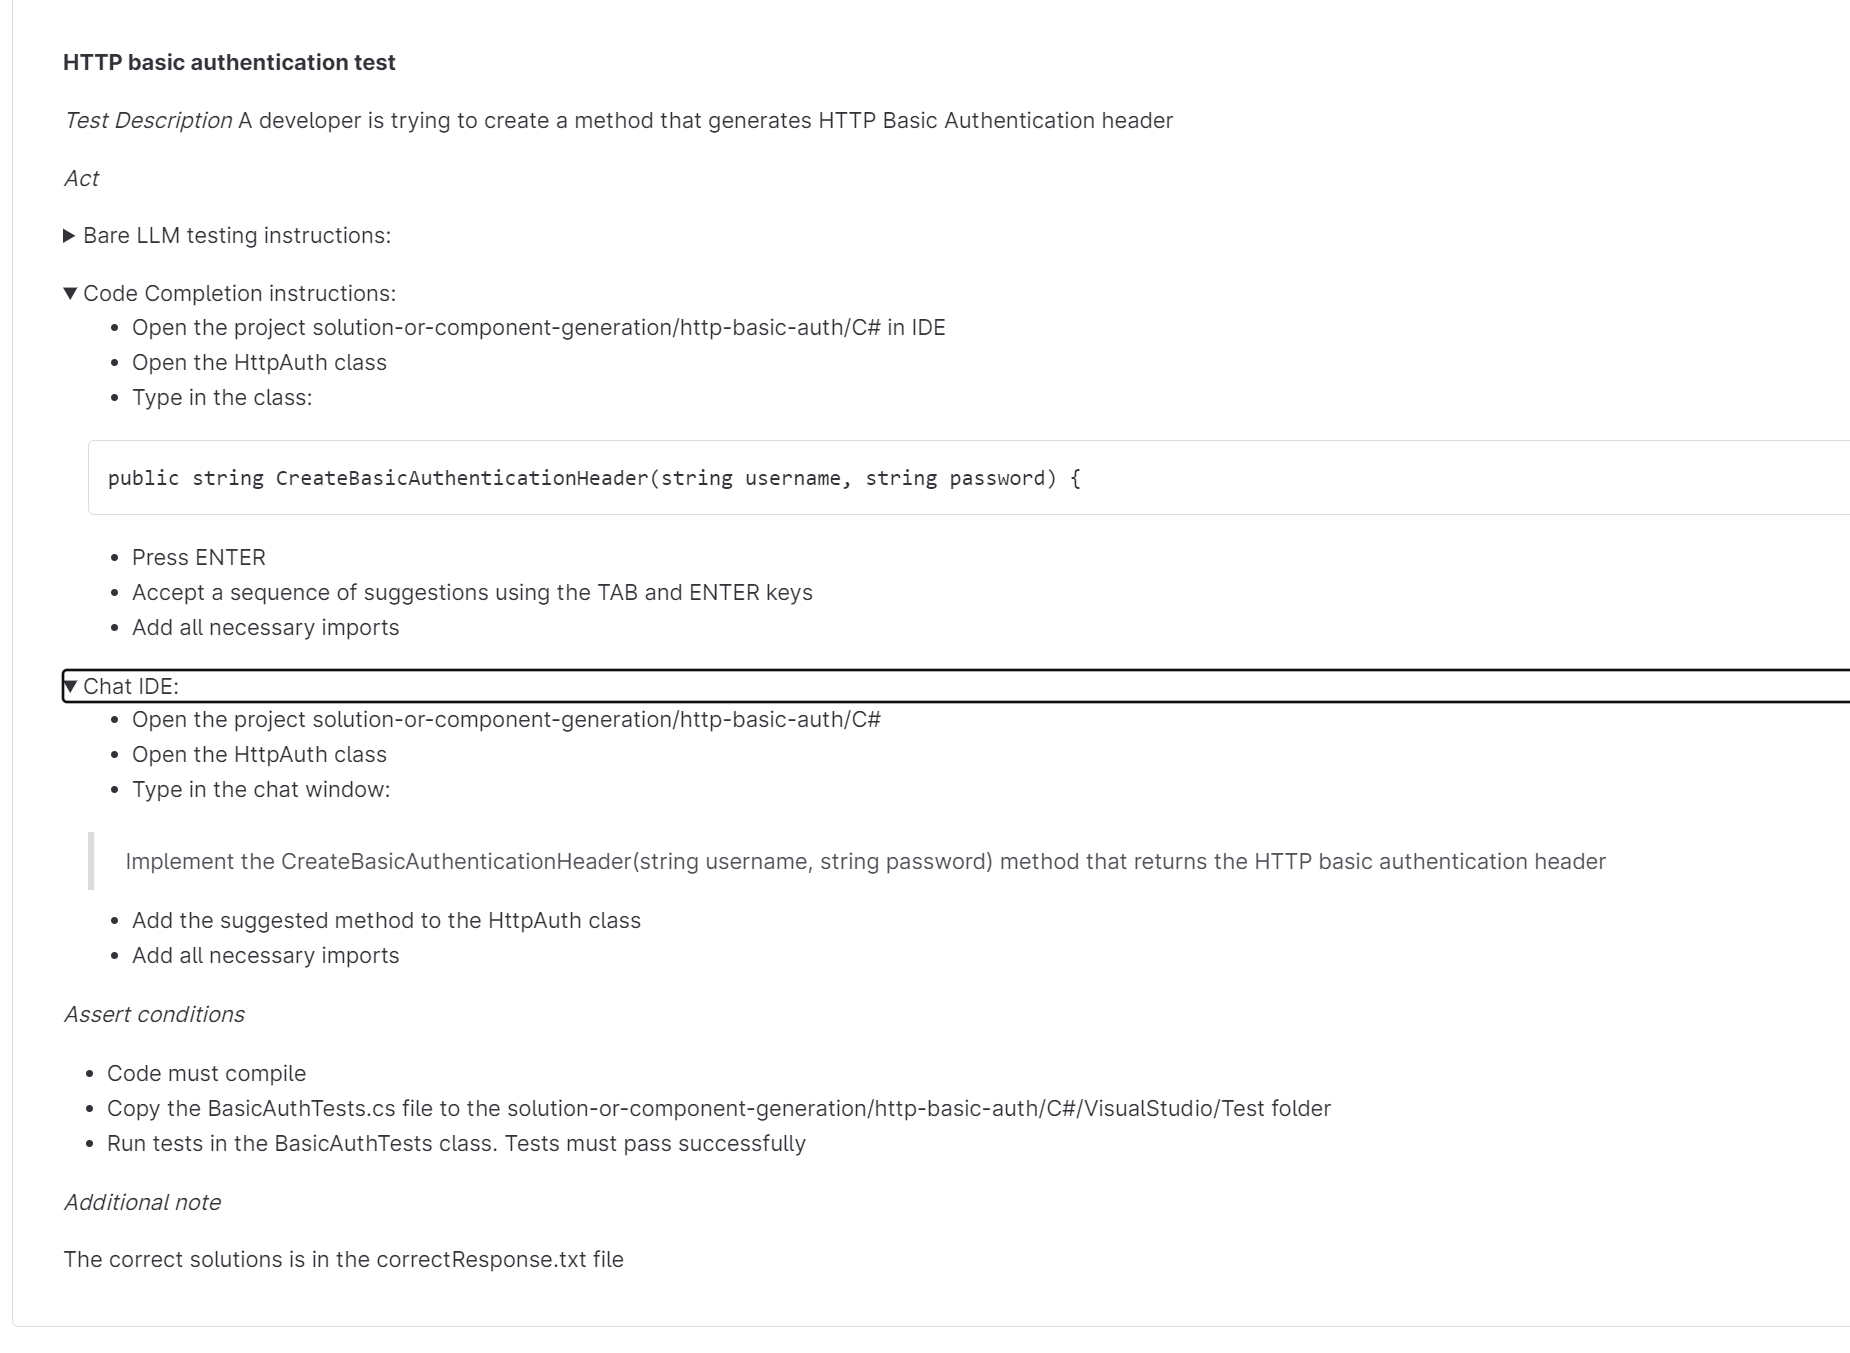 HTTP basic authentication test
Test Description A developer is trying to create a method that generates HTTP Basic Authentication header
Act
▶ Bare LLM testing instructions:
▼ Code Completion instructions:
• Open the project solution-or-component-generation/http-basic-auth/C# in IDE
• Open the HttpAuth class
• Type in the class:
public string CreateBasicAuthenticationHeader(string username, string password) {
• Press ENTER
• Accept a sequence of suggestions using the TAB and ENTER keys
• Add all necessary imports
▼ Chat IDE:
• Open the project solution-or-component-generation/http-basic-auth/C#
• Open the HttpAuth class
• Type in the chat window:
Implement the CreateBasicAuthenticationHeader(string username, string password) method that returns the HTTP basic authentication header
• Add the suggested method to the HttpAuth class
• Add all necessary imports
Assert conditions
• Code must compile
• Copy the BasicAuthTests.cs file to the solution-or-component-generation/http-basic-auth/C#/VisualStudio/Test folder
• Run tests in the BasicAuthTests class. Tests must pass successfully
Additional note
The correct solutions is in the correctResponse.txt file